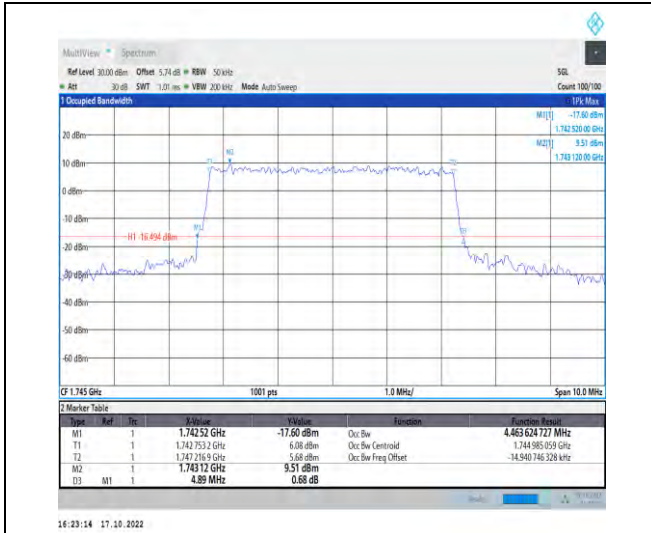 MultiView Spectrum
Ref Level 30.00 dBm Offset 5.74 dB RBW 50 kHz SGL
Att 30 dB SWT 1.01 ms VBW 200 kHz Mode Auto Sweep Count 100/100
1 Occupied Bandwidth 1Pk Max
M1[1] -17.60 dBm
1.742 520 00 GHz
20 dBm
M2[1] 9.51 dBm
M2
1.743 120 00 GHz
10 dBm
0 dBm
-10 dBm
H1 -16.494 dBm
-20 dBm
-30 dBm
-40 dBm
-50 dBm
-60 dBm
CF 1.745 GHz 1001 pts 1.0 MHz/ Span 10.0 MHz
2 Marker Table
Type Ref Trc X-Value Y-Value Function Function Result
M1 1 1.742 52 GHz -17.60 dBm Occ Bw 4.463 624 727 MHz
T1 1 1.742 753 2 GHz 6.08 dBm Occ Bw Centroid 1.744 985 059 GHz
T2 1 1.747 216 9 GHz 5.68 dBm Occ Bw Freq Offset -14.940 746 328 kHz
M2 1 1.743 12 GHz 9.51 dBm
D3 M1 1 4.89 MHz 0.68 dB
16:23:14 17.10.2022